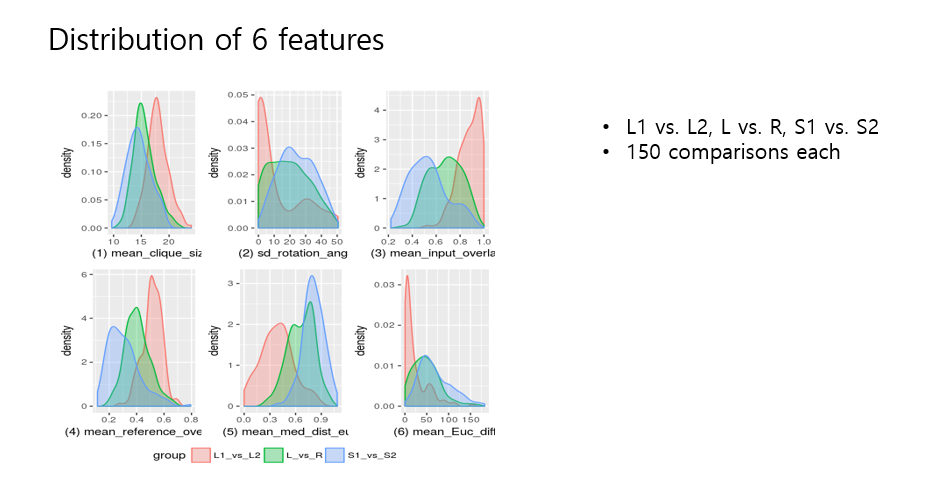 Distribution of 6 features
• L1 vs. L2, L vs. R, S1 vs. S2
• 150 comparisons each
density
0.20
0.15
0.10
0.05
0.00
10 15 20
(1) mean_clique_siz
density
0.05
0.04
0.03
0.02
0.01
0.00
0 10 20 30 40 50
(2) sd_rotation_ang
density
4
3
2
1
0
0.2 0.4 0.6 0.8 1.0
(3) mean_input_overla
density
6
4
2
0
0.2 0.4 0.6 0.8
(4) mean_reference_ove
density
3
2
1
0
0.0 0.3 0.6 0.9
(5) mean_med_dist_eu
density
0.03
0.02
0.01
0.00
0 50 100 150
(6) mean_Euc_diff
group L1_vs_L2 L_vs_R S1_vs_S2